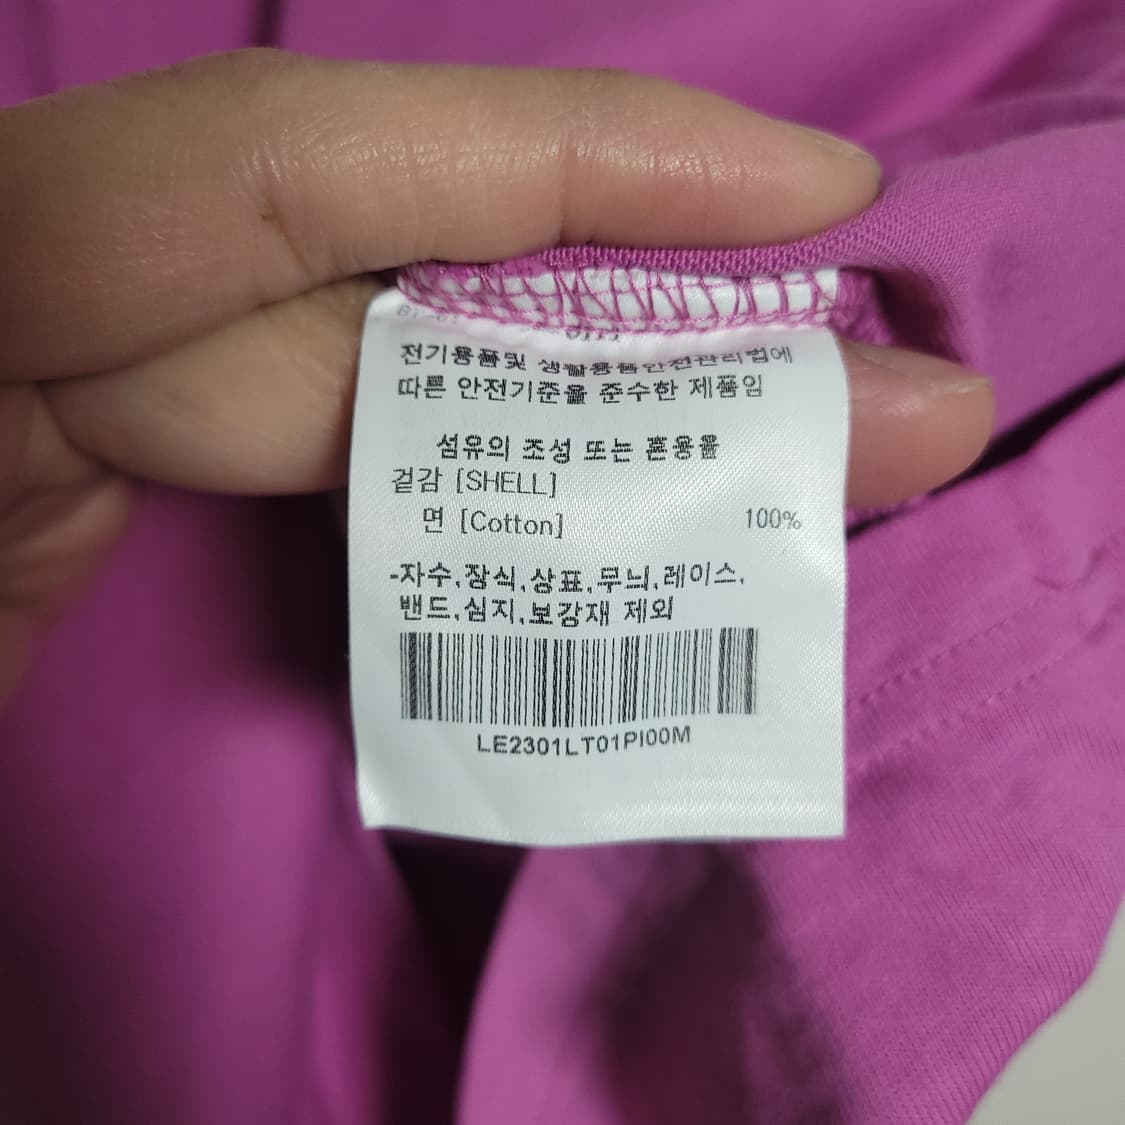 전기용품및 생활용품안전관리법에
따른 안전기준을 준수한 제품임
섬유의 조성 또는 혼용율
겉감 [SHELL]
면 [Cotton] 100%
-자수,장식,상표,무늬,레이스,
밴드,심지,보강재 제외
LE2301LT01PI00M